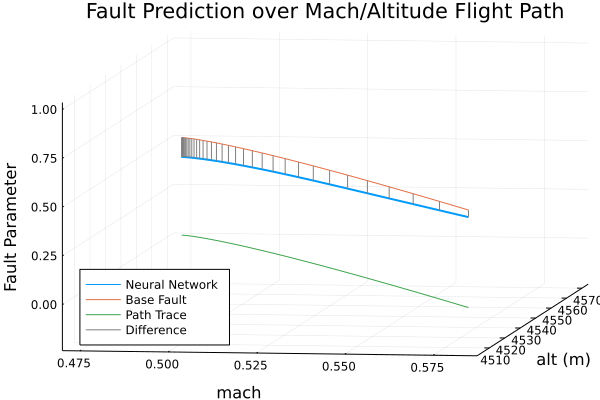 Fault Prediction over Mach/Altitude Flight Path
1.00
0.75
0.50
0.25
0.00
Fault Parameter
Neural Network
Base Fault
Path Trace
Difference
0.475
0.500
0.525
0.550
0.575
mach
4510
4520
4530
4540
4550
4560
4570
alt (m)